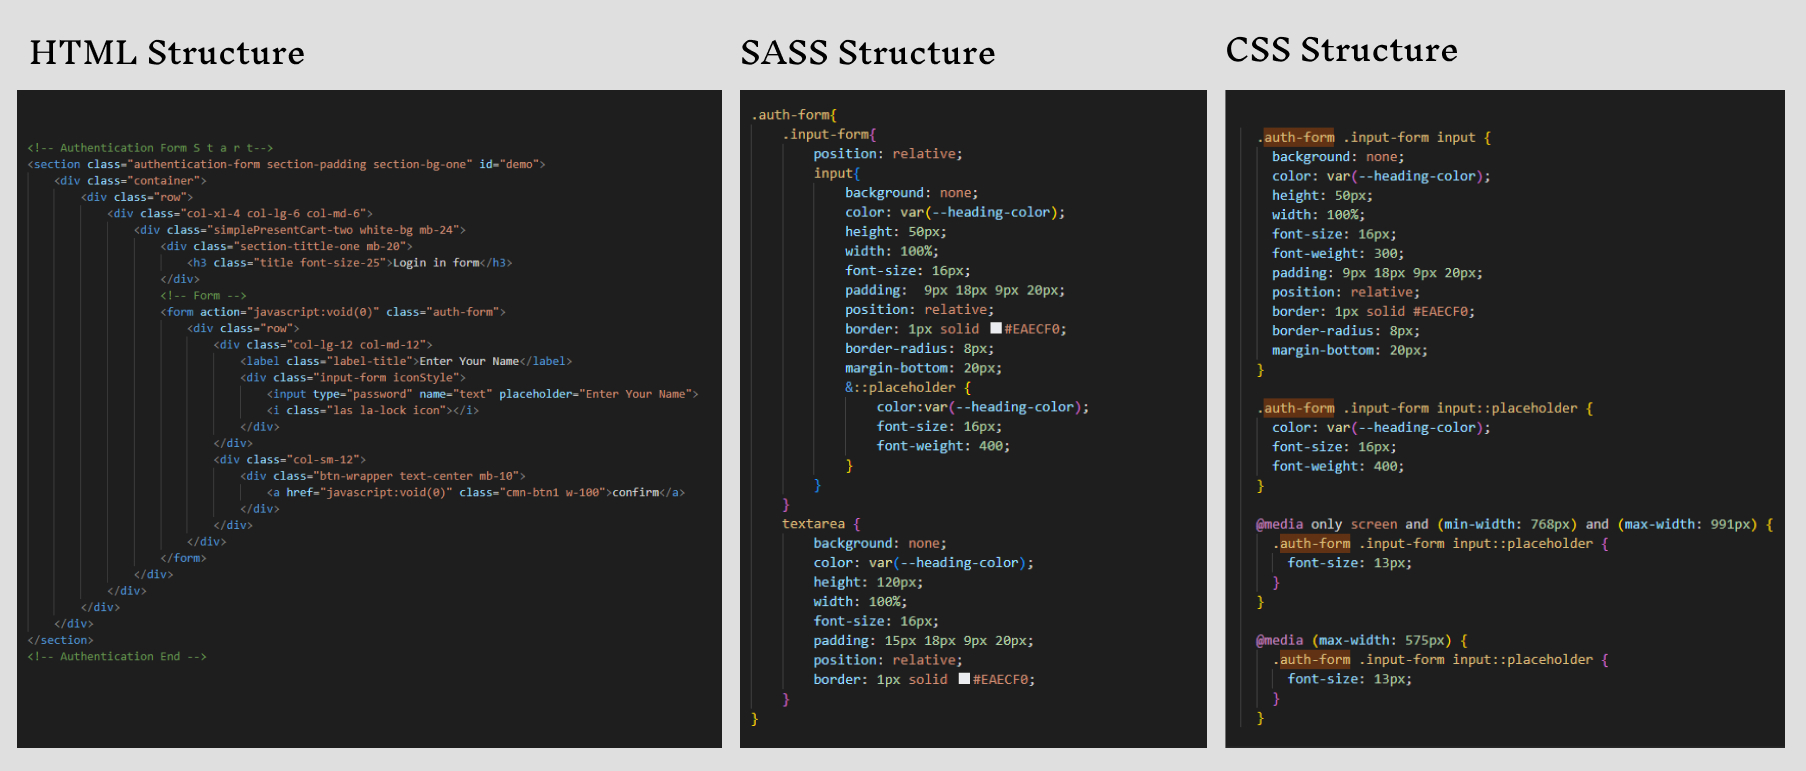 HTML Structure
<!-- Authentication Form S t a r t-->
<section class="authentication-form section-padding section-bg-one" id="demo">
<div class="container">
<div class="row">
<div class="col-xl-4 col-lg-6 col-md-6">
<div class="simplePresentCart-two white-bg mb-24">
<div class="section-tittle-one mb-20">
<h3 class="title font-size-25">Login in form</h3>
</div>
<!-- Form -->
<form action="javascript:void(0)" class="auth-form">
<div class="row">
<div class="col-lg-12 col-md-12">
<label class="label-title">Enter Your Name</label>
<div class="input-form iconStyle">
<input type="password" name="text" placeholder="Enter Your Name">
<i class="las la-lock icon"></i>
</div>
</div>
<div class="col-sm-12">
<div class="btn-wrapper text-center mb-10">
<a href="javascript:void(0)" class="cmn-btn1 w-100">confirm</a>
</div>
</div>
</div>
</form>
</div>
</div>
</div>
</div>
</section>
<!-- Authentication End -->
SASS Structure
.auth-form{
.input-form{
position: relative;
input{
background: none;
color: var(--heading-color);
height: 50px;
width: 100%;
font-size: 16px;
padding:  9px 18px 9px 20px;
position: relative;
border: 1px solid #EAECF0;
border-radius: 8px;
margin-bottom: 20px;
&::placeholder {
color:var(--heading-color);
font-size: 16px;
font-weight: 400;
}
}
}
textarea {
background: none;
color: var(--heading-color);
height: 120px;
width: 100%;
font-size: 16px;
padding: 15px 18px 9px 20px;
position: relative;
border: 1px solid #EAECF0;
}
}
CSS Structure
.auth-form .input-form input {
background: none;
color: var(--heading-color);
height: 50px;
width: 100%;
font-size: 16px;
font-weight: 300;
padding: 9px 18px 9px 20px;
position: relative;
border: 1px solid #EAECF0;
border-radius: 8px;
margin-bottom: 20px;
}
.auth-form .input-form input::placeholder {
color: var(--heading-color);
font-size: 16px;
font-weight: 400;
}
@media only screen and (min-width: 768px) and (max-width: 991px) {
.auth-form .input-form input::placeholder {
font-size: 13px;
}
}
@media (max-width: 575px) {
.auth-form .input-form input::placeholder {
font-size: 13px;
}
}